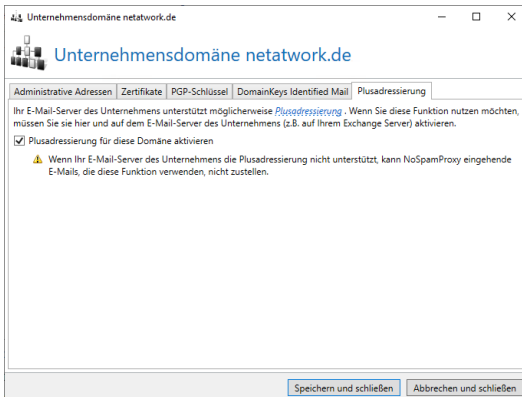 Unternehmensdomäne netatwork.de
Unternehmensdomäne netatwork.de
Administrative Adressen Zertifikate PGP-Schlüssel DomainKeys Identified Mail Plusadressierung
Ihr E-Mail-Server des Unternehmens unterstützt möglicherweise Plusadressierung . Wenn Sie diese Funktion nutzen möchten,
müssen Sie sie hier und auf dem E-Mail-Server des Unternehmens (z.B. auf Ihrem Exchange Server) aktivieren.
Plusadressierung für diese Domäne aktivieren
Wenn Ihr E-Mail-Server des Unternehmens die Plusadressierung nicht unterstützt, kann NoSpamProxy eingehende
E-Mails, die diese Funktion verwenden, nicht zustellen.
Speichern und schließen Abbrechen und schließen